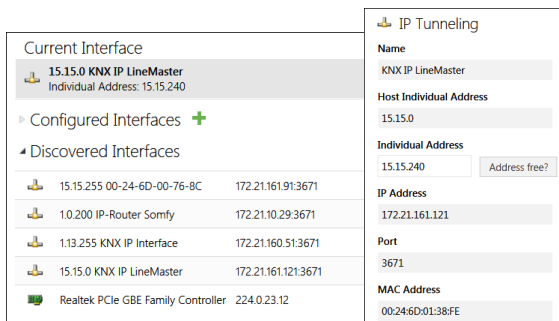 Current Interface
15.15.0 KNX IP LineMaster
Individual Address: 15.15.240
Configured Interfaces
Discovered Interfaces
15.15.255 00-24-6D-00-76-8C 172.21.161.91:3671
1.0.200 IP-Router Somfy 172.21.10.29:3671
1.13.255 KNX IP Interface 172.21.160.51:3671
15.15.0 KNX IP LineMaster 172.21.161.121:3671
Realtek PCIe GBE Family Controller 224.0.23.12
IP Tunneling
Name
KNX IP LineMaster
Host Individual Address
15.15.0
Individual Address
15.15.240 Address free?
IP Address
172.21.161.121
Port
3671
MAC Address
00:24:6D:01:38:FE